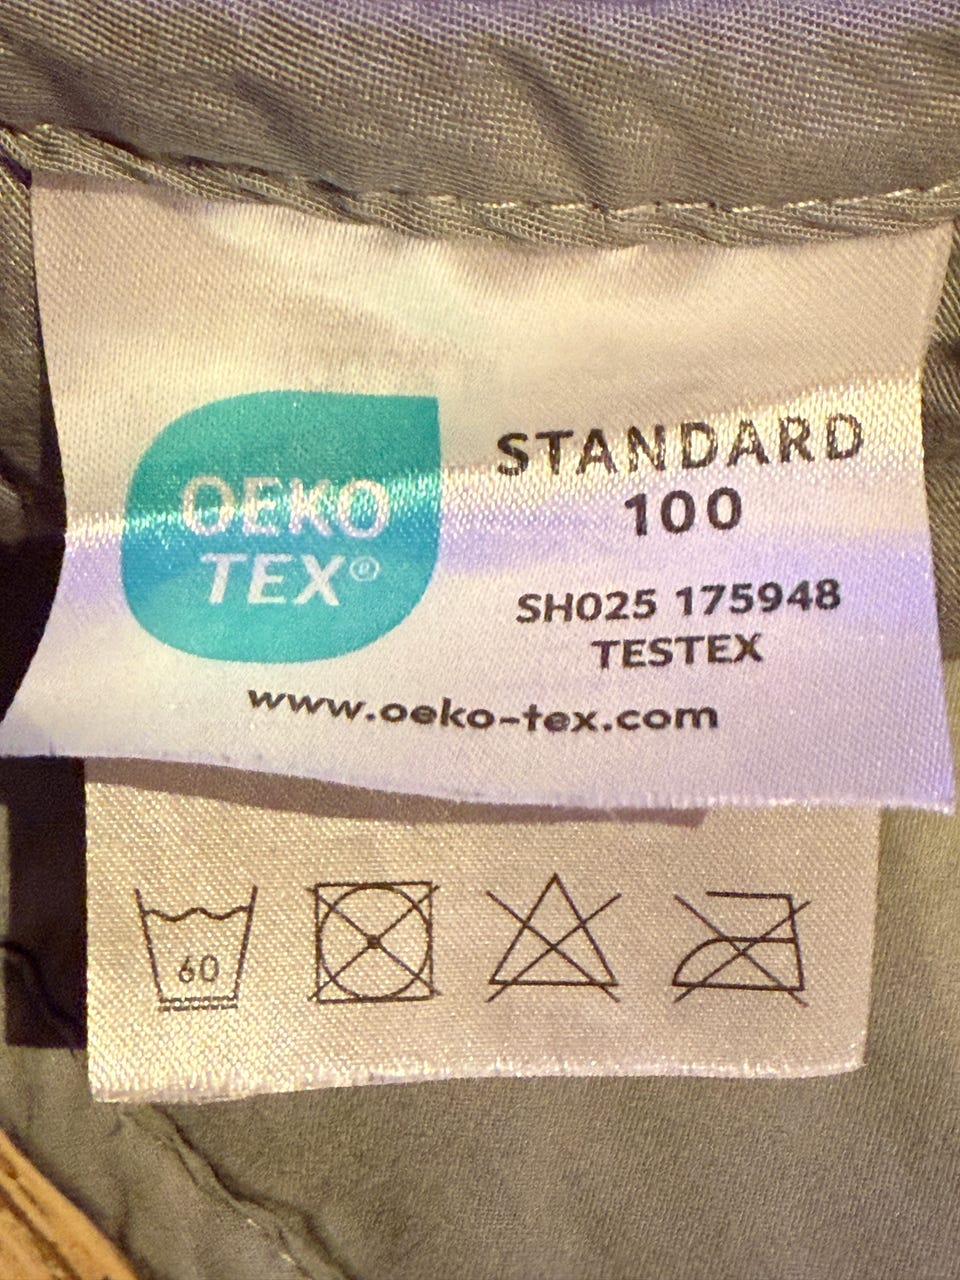 OEKO
TEX®
STANDARD
100
SH025 175948
TESTEX
www.oeko-tex.com
60